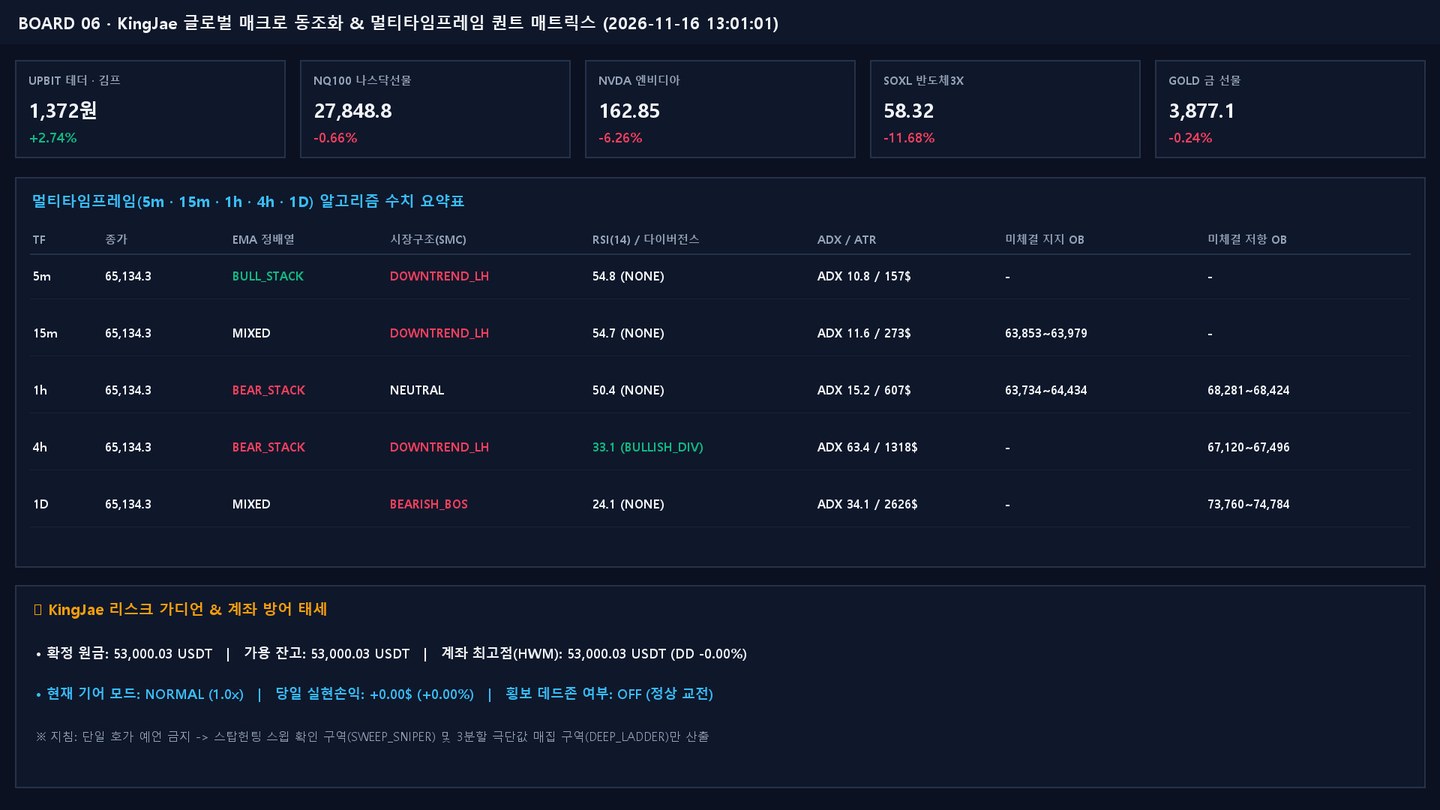 BOARD 06 · KingJae 글로벌 매크로 동조화 & 멀티타임프레임 퀀트 매트릭스 (2026-11-16 13:01:01)
UPBIT 테더 · 김프
1,372원
+2.74%
NQ100 나스닥선물
27,848.8
-0.66%
NVDA 엔비디아
162.85
-6.26%
SOXL 반도체3X
58.32
-11.68%
GOLD 금 선물
3,877.1
-0.24%
멀티타임프레임(5m · 15m · 1h · 4h · 1D) 알고리즘 수치 요약표
TF 종가 EMA 정배열 시장구조(SMC) RSI(14) / 다이버전스 ADX / ATR 미체결 지지 OB 미체결 저항 OB
5m 65,134.3 BULL_STACK DOWNTREND_LH 54.8 (NONE) ADX 10.8 / 157$ - -
15m 65,134.3 MIXED DOWNTREND_LH 54.7 (NONE) ADX 11.6 / 273$ 63,853~63,979 -
1h 65,134.3 BEAR_STACK NEUTRAL 50.4 (NONE) ADX 15.2 / 607$ 63,734~64,434 68,281~68,424
4h 65,134.3 BEAR_STACK DOWNTREND_LH 33.1 (BULLISH_DIV) ADX 63.4 / 1318$ - 67,120~67,496
1D 65,134.3 MIXED BEARISH_BOS 24.1 (NONE) ADX 34.1 / 2626$ - 73,760~74,784
KingJae 리스크 가디언 & 계좌 방어 태세
• 확정 원금: 53,000.03 USDT | 가용 잔고: 53,000.03 USDT | 계좌 최고점(HWM): 53,000.03 USDT (DD -0.00%)
• 현재 기어 모드: NORMAL (1.0x) | 당일 실현손익: +0.00$ (+0.00%) | 횡보 데드존 여부: OFF (정상 교전)
※ 지침: 단일 호가 예언 금지 -> 스탑헌팅 스윕 확인 구역(SWEEP_SNIPER) 및 3분할 극단값 매집 구역(DEEP_LADDER)만 산출